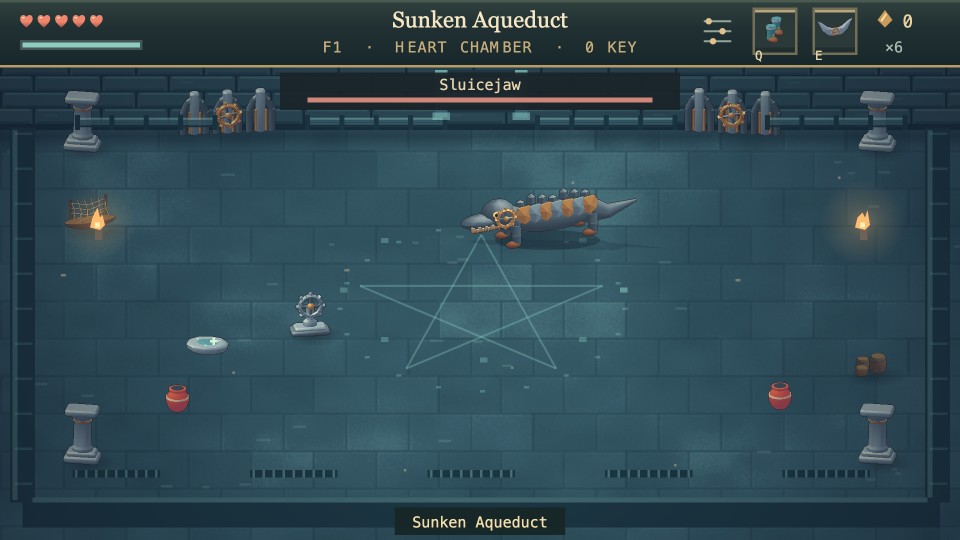 Sunken Aqueduct
F1 · HEART CHAMBER · 0 KEY
Q
E
0
×6
Sluicejaw
Sunken Aqueduct